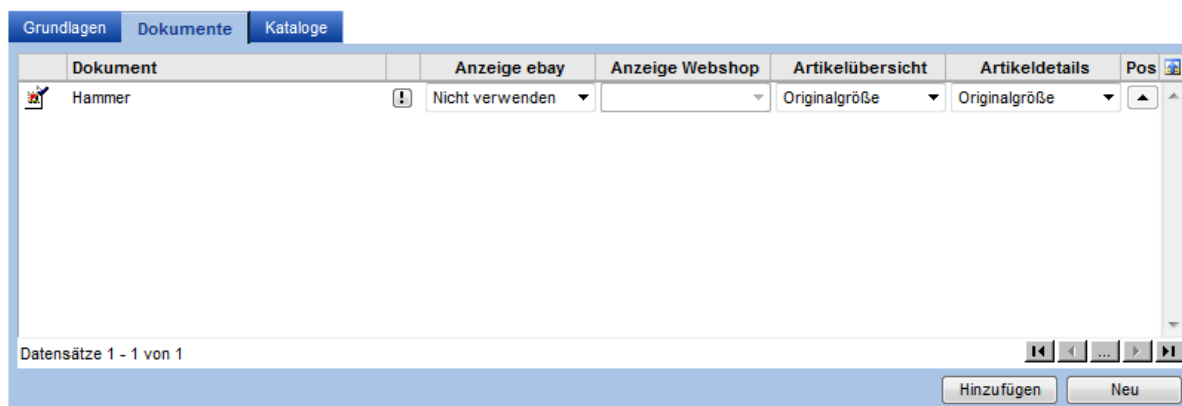 Grundlagen Dokumente Kataloge
Dokument Anzeige ebay Anzeige Webshop Artikelübersicht Artikeldetails Pos
Hammer ! Nicht verwenden Originalgröße Originalgröße
Datensätze 1 - 1 von 1 ...
Hinzufügen Neu